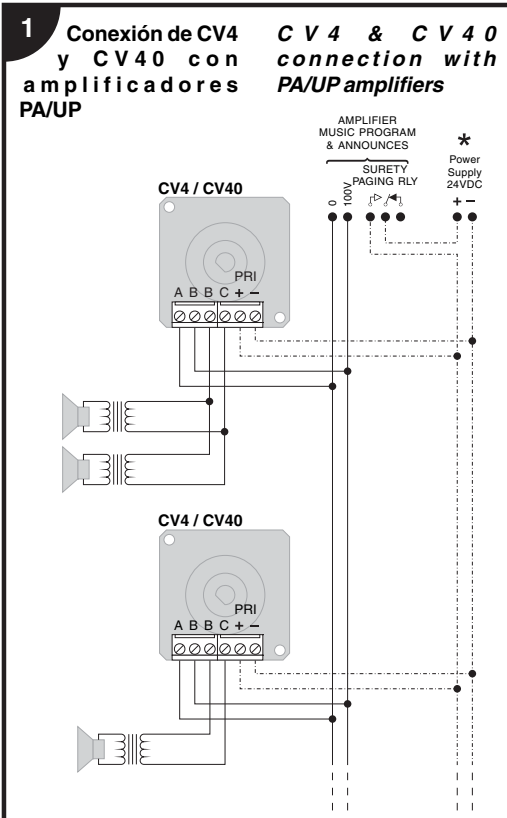 1
Conexión de CV4
y CV40 con
amplificadores
PA/UP
CV4 & CV40
connection with
PA/UP amplifiers
AMPLIFIER
MUSIC PROGRAM
& ANNOUNCES
SURETY
PAGING RLY
0
100V
*
Power
Supply
24VDC
+ −
CV4 / CV40
PRI
A B B C + −
CV4 / CV40
PRI
A B B C + −